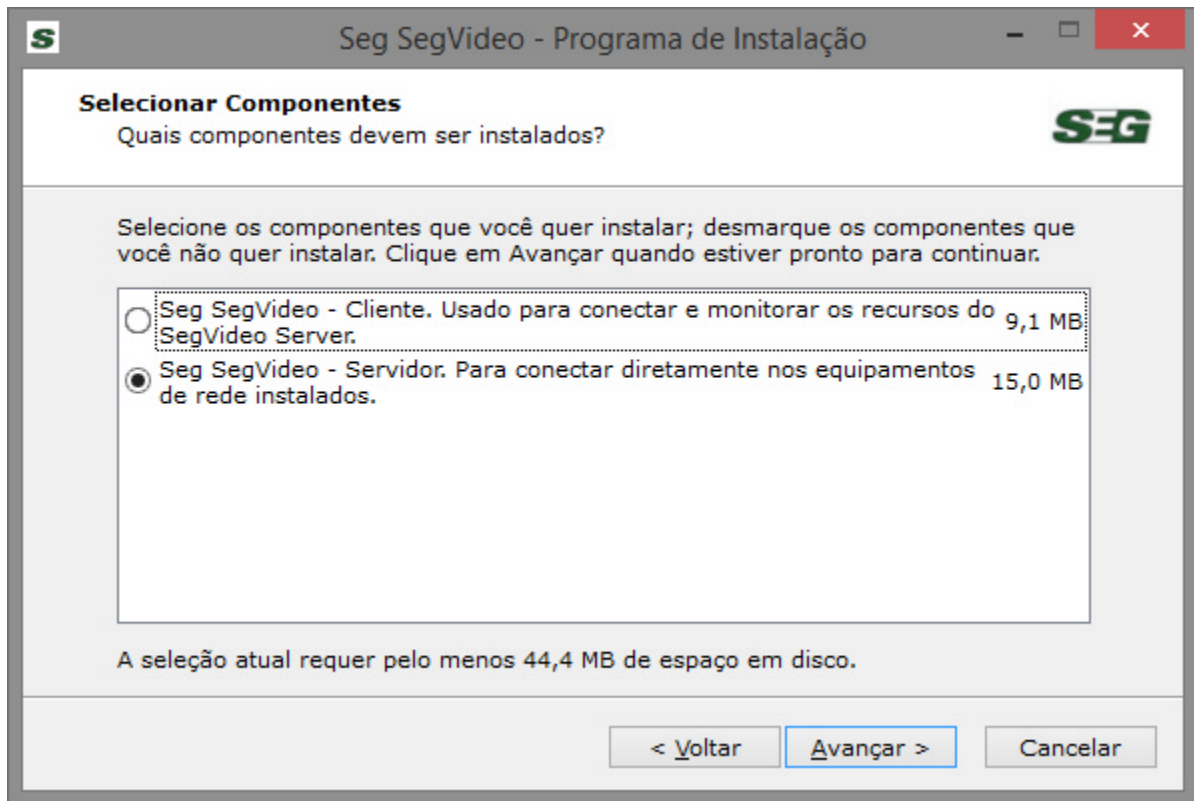 S
Seg SegVideo - Programa de Instalação
Selecionar Componentes
Quais componentes devem ser instalados?
SEG
Selecione os componentes que você quer instalar; desmarque os componentes que
você não quer instalar. Clique em Avançar quando estiver pronto para continuar.
Seg SegVideo - Cliente. Usado para conectar e monitorar os recursos do
SegVideo Server.
9,1 MB
Seg SegVideo - Servidor. Para conectar diretamente nos equipamentos
de rede instalados.
15,0 MB
A seleção atual requer pelo menos 44,4 MB de espaço em disco.
< Voltar
Avançar >
Cancelar